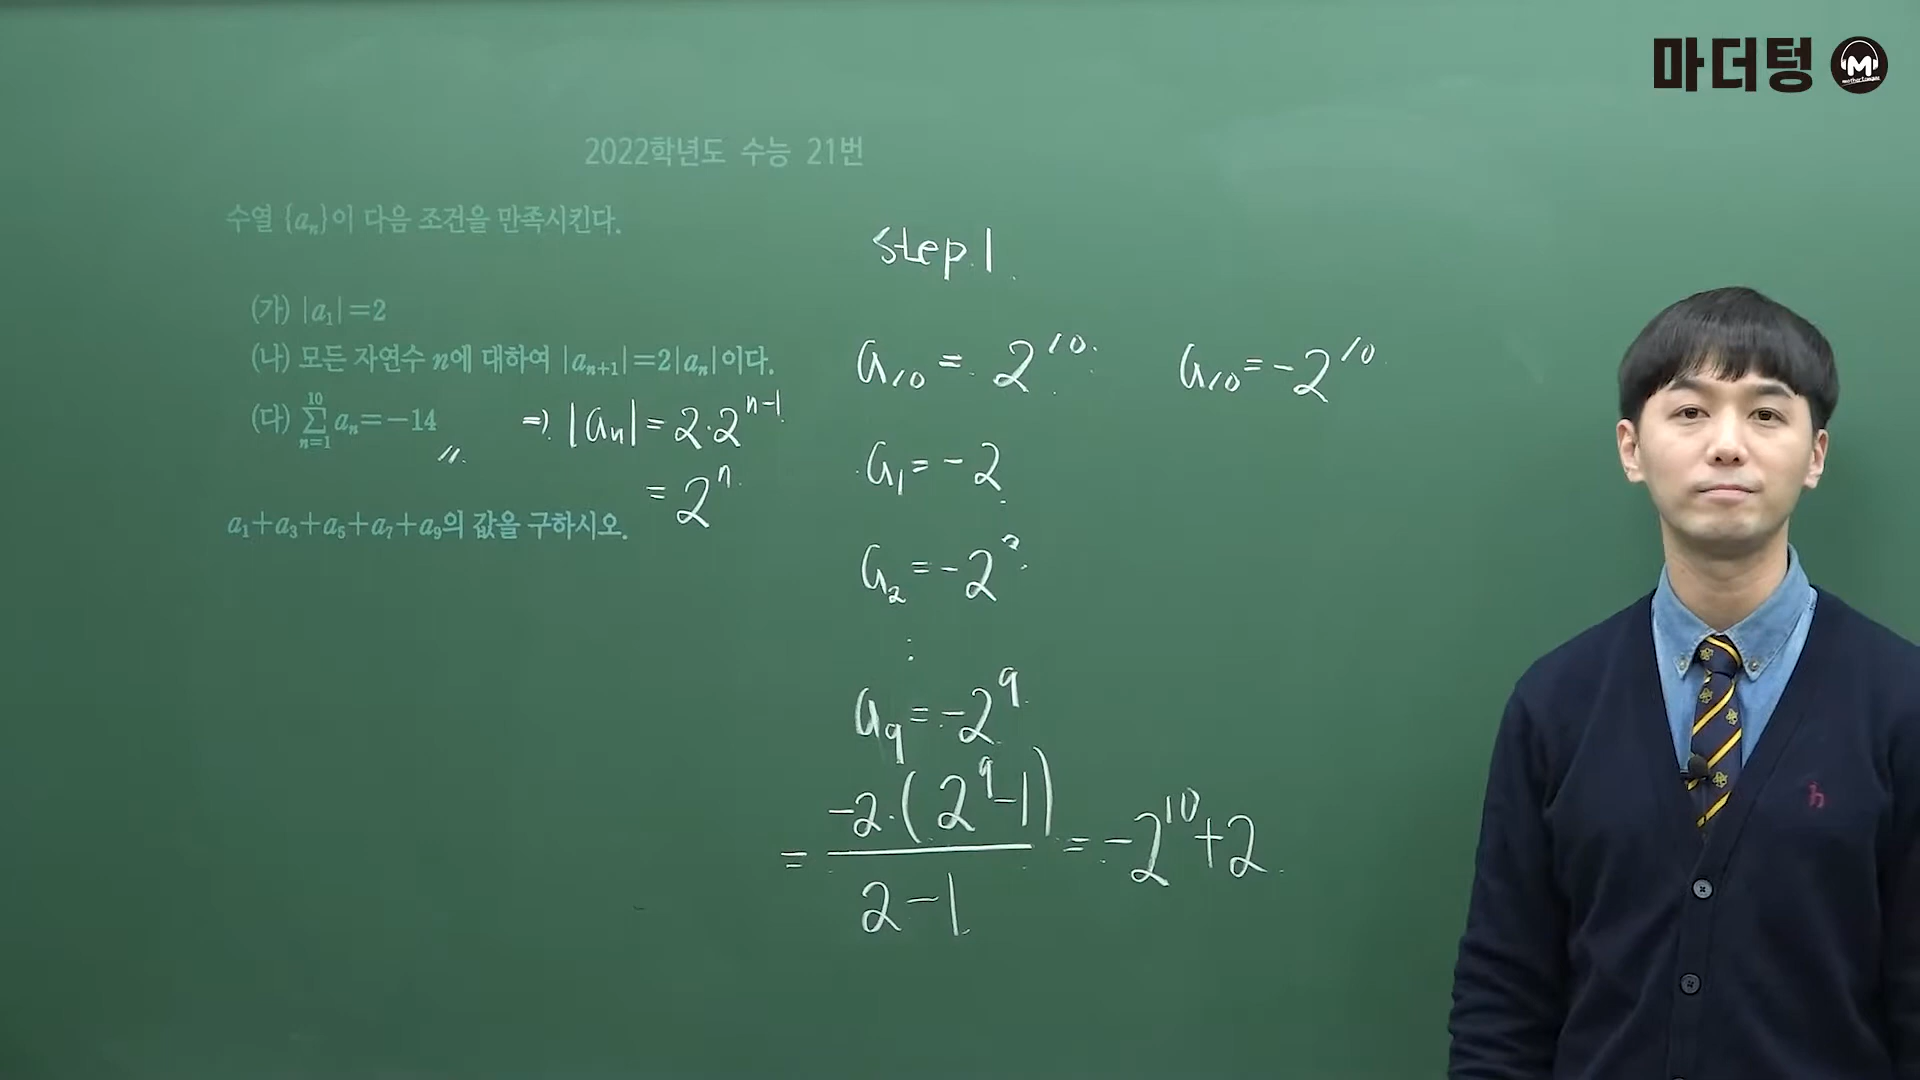 마더텅
M
2022학년도 수능 21번
수열 {aₙ}이 다음 조건을 만족시킨다.
(가) |a₁|=2
(나) 모든 자연수 n에 대하여 |aₙ₊₁|=2|aₙ|이다.
(다) ∑ₙ₌₁¹⁰ aₙ=−14
⇒ |aₙ|=2·2ⁿ⁻¹
=2ⁿ
a₁+a₃+a₅+a₇+a₉의 값을 구하시오.
step.1
a₁₀=2¹⁰
a₁₀=-2¹⁰
a₁=-2
a₂=-2²
⋮
a₉=-2⁹
= -2·(2⁹-1) / 2-1 = -2¹⁰+2